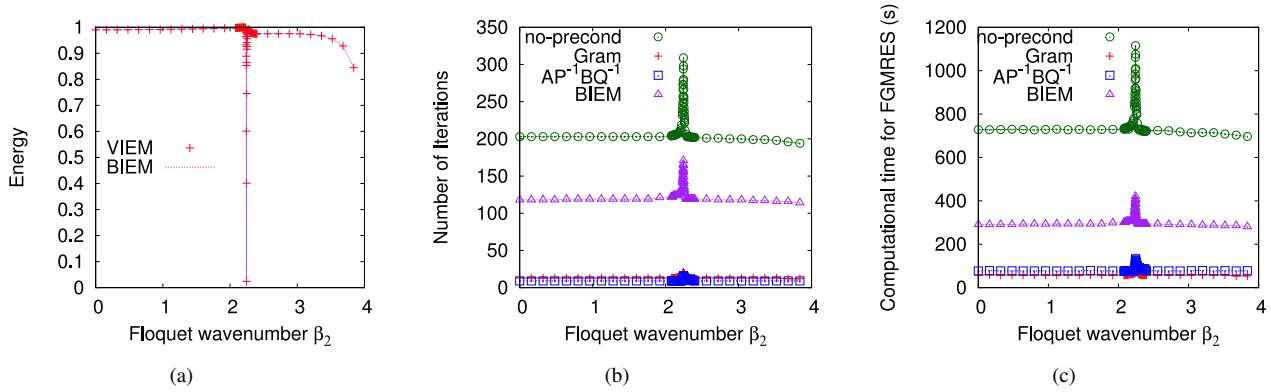 1
0.9
0.8
0.7
0.6
0.5
0.4
0.3
0.2
0.1
0
0 1 2 3 4
Energy
VIEM
BIEM
Floquet wavenumber β2
(a)
350
300
250
200
150
100
50
0
0 1 2 3 4
Number of Iterations
no-precond
Gram
AP-1BQ-1
BIEM
Floquet wavenumber β2
(b)
1200
1000
800
600
400
200
0
0 1 2 3 4
Computational time for FGMRES (s)
no-precond
Gram
AP-1BQ-1
BIEM
Floquet wavenumber β2
(c)